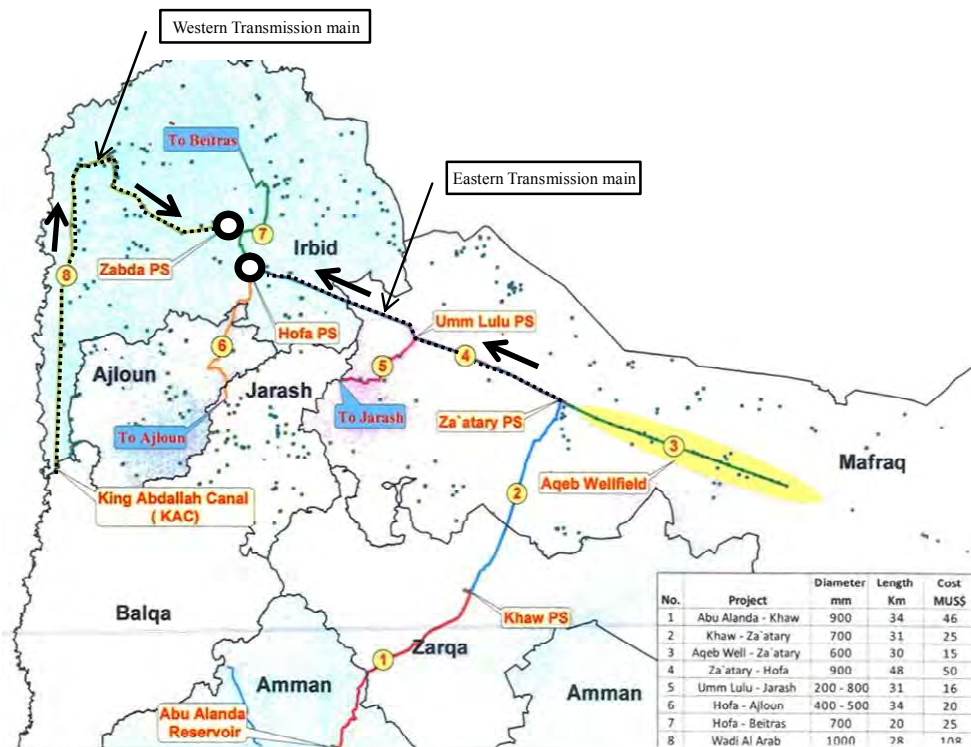 Western Transmission main
To Beitras
Eastern Transmission main
7
Irbid
Zabda PS
8
Hofa PS
Umm Lulu PS
6
4
5
Ajloun
Jarash
To Jarash
Za`atary PS
To Ajloun
3
Mafraq
Aqeb Wellfield
2
King Abdallah Canal
( KAC)
Balqa
Khaw PS
Zarqa
1
Amman
Amman
Abu Alanda
Reservoir
No. Project Diameter mm Length Km Cost MUS$
1 Abu Alanda - Khaw 900 34 46
2 Khaw - Za`atary 700 31 25
3 Aqeb Well - Za`atary 600 30 15
4 Za`atary - Hofa 900 48 50
5 Umm Lulu - Jarash 200 - 800 31 16
6 Hofa - Ajloun 400 - 500 34 20
7 Hofa - Beitras 700 20 25
8 Wadi Al Arab 1000 28 108